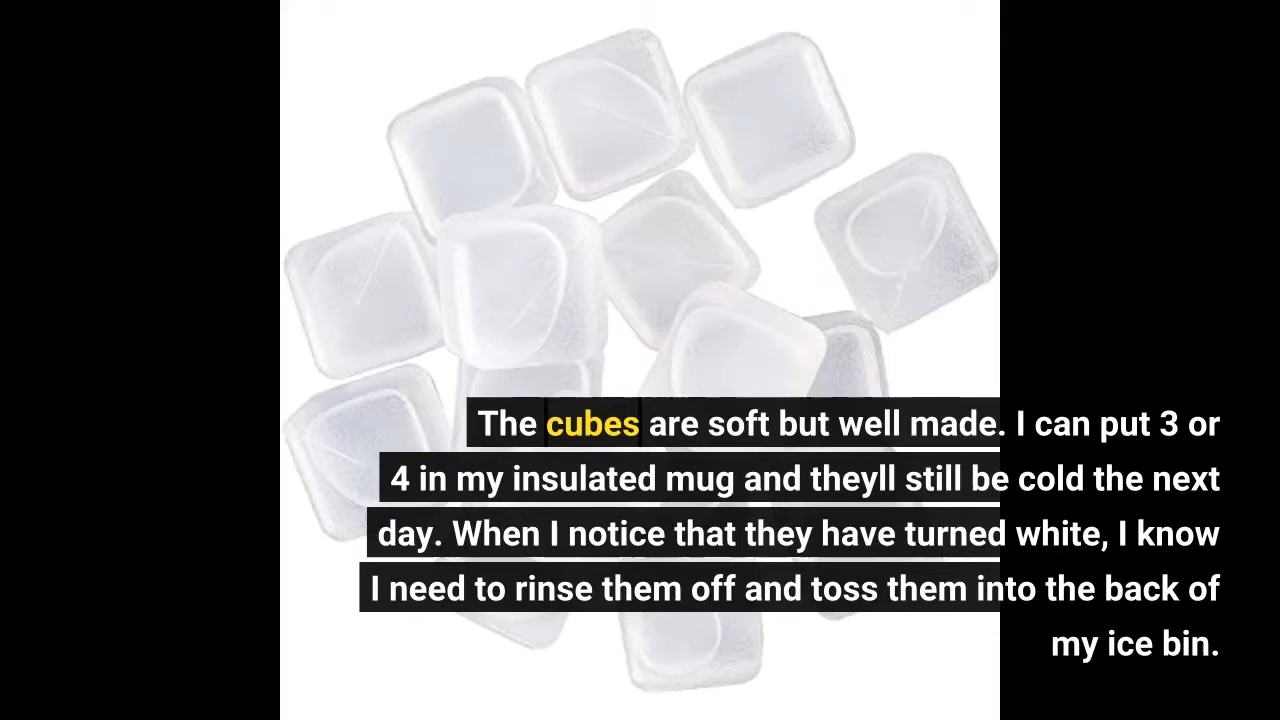 The cubes are soft but well made. I can put 3 or
4 in my insulated mug and theyll still be cold the next
day. When I notice that they have turned white, I know
I need to rinse them off and toss them into the back of
my ice bin.